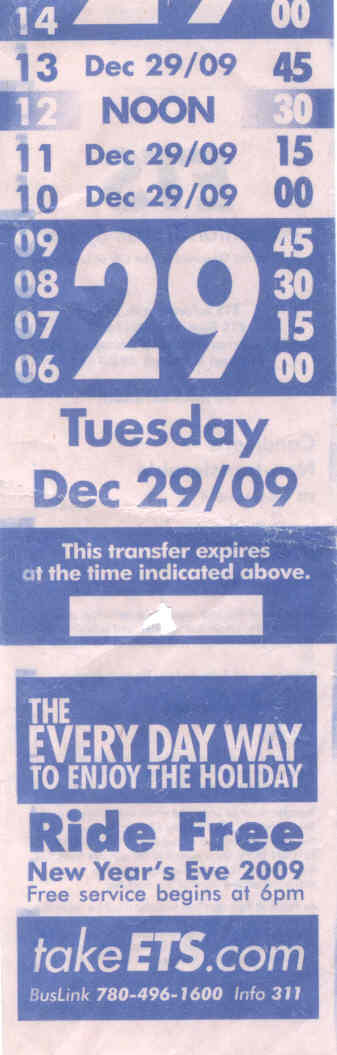 14 00
13 Dec 29/09 45
12 NOON 30
11 Dec 29/09 15
10 Dec 29/09 00
09 45
08 30
29
07 15
06 00
Tuesday
Dec 29/09
This transfer expires
at the time indicated above.
THE
EVERY DAY WAY
TO ENJOY THE HOLIDAY
Ride Free
New Year's Eve 2009
Free service begins at 6pm
takeETS.com
BusLink 780-496-1600 Info 311